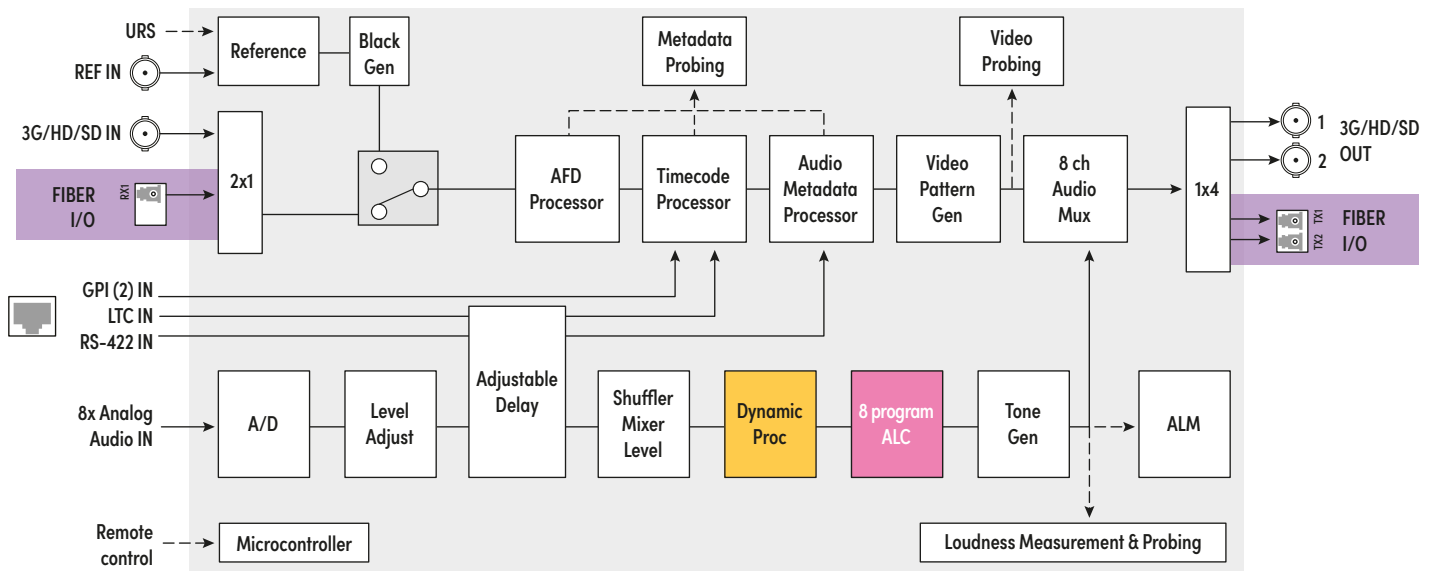 URS
REF IN
Reference
Black
Gen
Metadata
Probing
Video
Probing
3G/HD/SD IN
2x1
FIBER
I/O
RX1
AFD
Processor
Timecode
Processor
Audio
Metadata
Processor
Video
Pattern
Gen
8 ch
Audio
Mux
1x4
1
2
3G/HD/SD
OUT
TX1
TX2
FIBER
I/O
GPI (2) IN
LTC IN
RS-422 IN
8x Analog
Audio IN
A/D
Level
Adjust
Adjustable
Delay
Shuffler
Mixer
Level
Dynamic
Proc
8 program
ALC
Tone
Gen
ALM
Remote
control
Microcontroller
Loudness Measurement & Probing